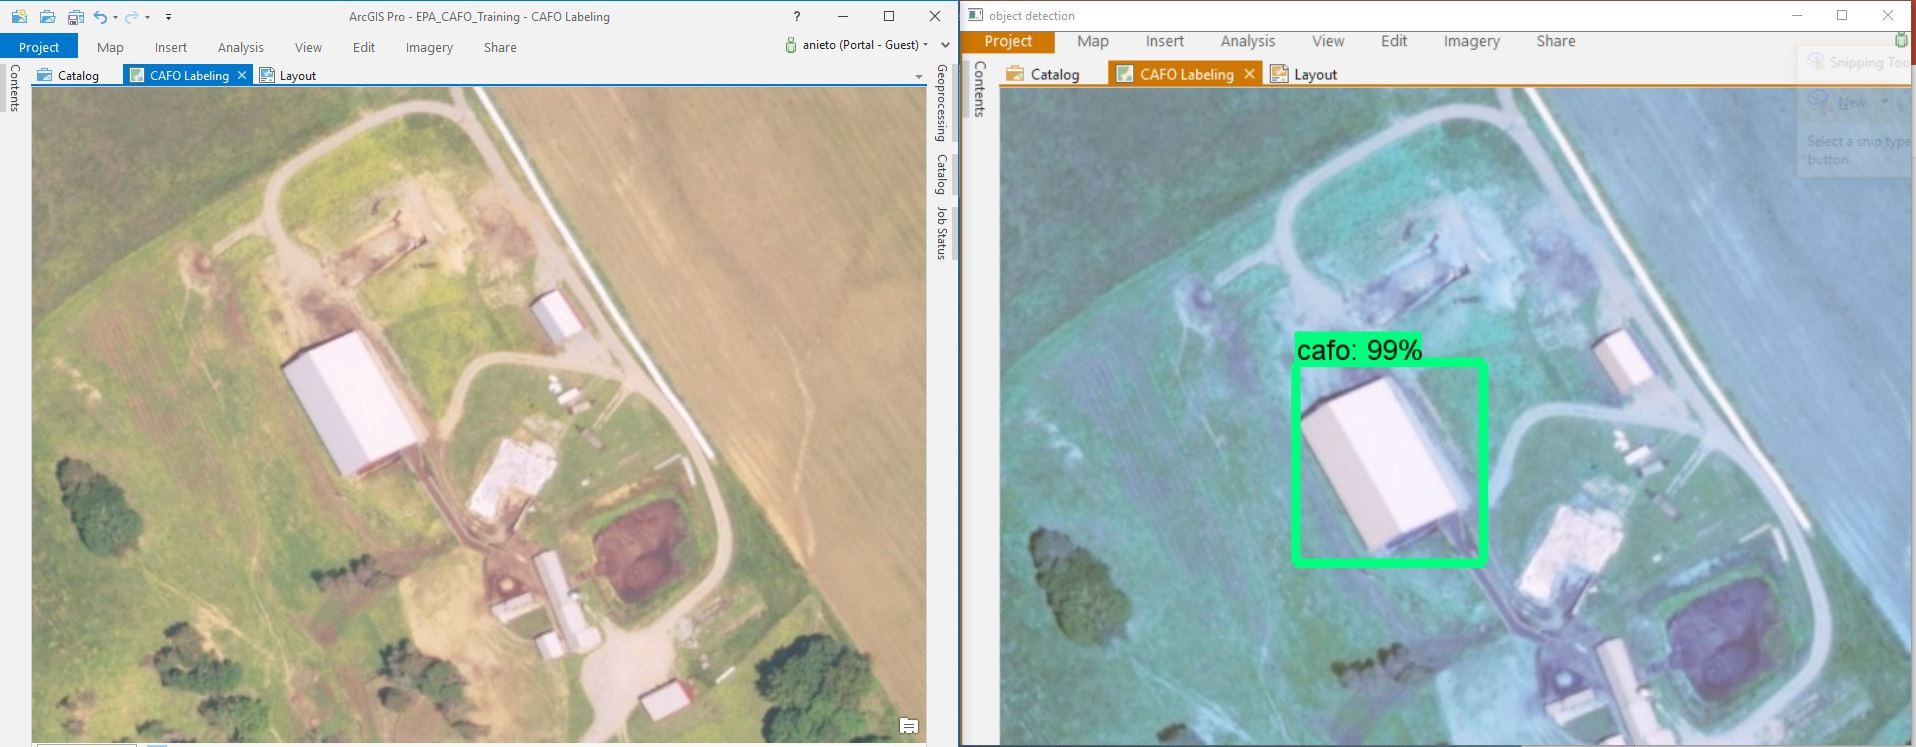 ArcGIS Pro - EPA_CAFO_Training - CAFO Labeling
?
Project Map Insert Analysis View Edit Imagery Share
anieto (Portal - Guest)
Contents
Catalog CAFO Labeling Layout
Geoprocessing
Catalog
Job Status
object detection
Project Map Insert Analysis View Edit Imagery Share
Contents
Catalog CAFO Labeling Layout
Snipping Too
New
Select a snip type
button.
cafo: 99%